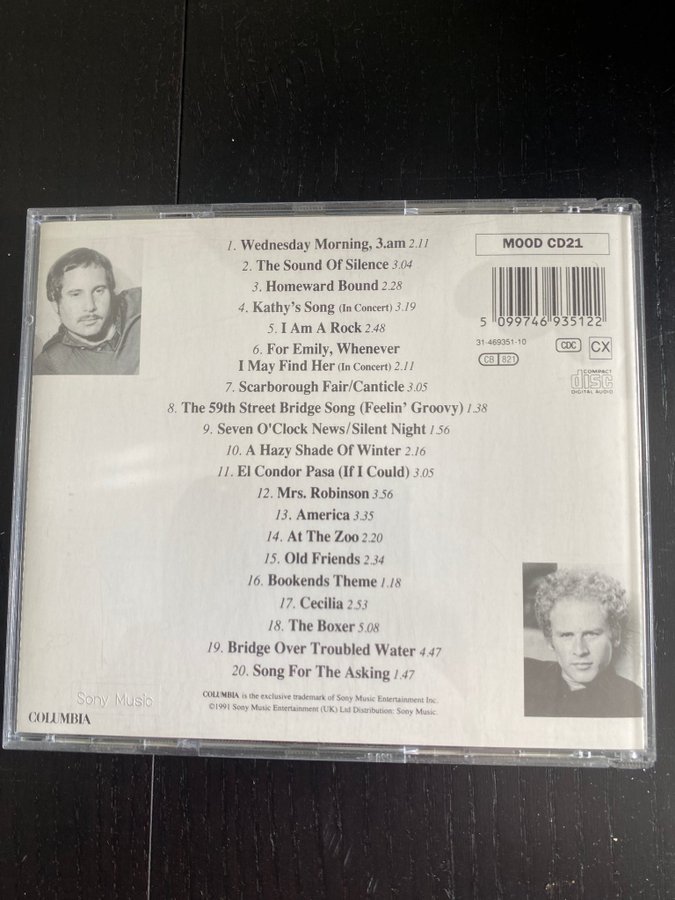 1. Wednesday Morning, 3.am 2.11
2. The Sound Of Silence 3.04
3. Homeward Bound 2.28
4. Kathy's Song (In Concert) 3.19
5. I Am A Rock 2.48
6. For Emily, Whenever
I May Find Her (In Concert) 2.11
7. Scarborough Fair/Canticle 3.05
8. The 59th Street Bridge Song (Feelin' Groovy) 1.38
9. Seven O'Clock News/Silent Night 1.56
10. A Hazy Shade Of Winter 2.16
11. El Condor Pasa (If I Could) 3.05
12. Mrs. Robinson 3.56
13. America 3.35
14. At The Zoo 2.20
15. Old Friends 2.34
16. Bookends Theme 1.18
17. Cecilia 2.53
18. The Boxer 5.08
19. Bridge Over Troubled Water 4.47
20. Song For The Asking 1.47
MOOD CD21
5 099746 935122
31-469351-10
CDC CX
CB 821
COMPACT
disc
DIGITAL AUDIO
Sony Music
COLUMBIA
COLUMBIA is the exclusive trademark of Sony Music Entertainment Inc.
©1991 Sony Music Entertainment (UK) Ltd Distribution: Sony Music.